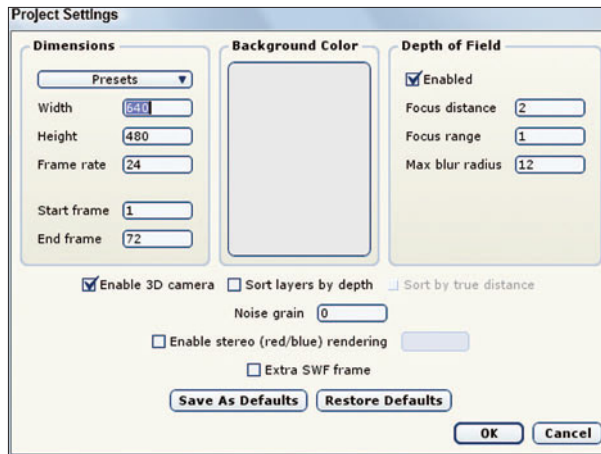 Project Settings
Dimensions
Presets
Width 640
Height 480
Frame rate 24
Start frame 1
End frame 72
Background Color
Depth of Field
Enabled
Focus distance 2
Focus range 1
Max blur radius 12
Enable 3D camera Sort layers by depth Sort by true distance
Noise grain 0
Enable stereo (red/blue) rendering
Extra SWF frame
Save As Defaults Restore Defaults
OK Cancel